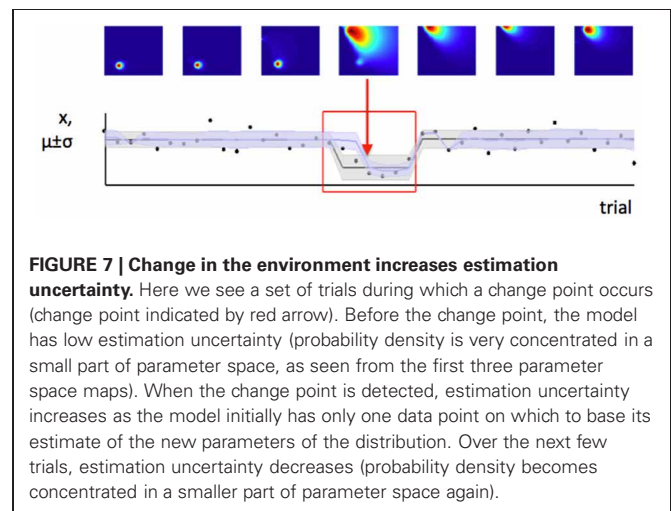 x,
μ±σ
trial
FIGURE 7 | Change in the environment increases estimation
uncertainty. Here we see a set of trials during which a change point occurs
(change point indicated by red arrow). Before the change point, the model
has low estimation uncertainty (probability density is very concentrated in a
small part of parameter space, as seen from the first three parameter
space maps). When the change point is detected, estimation uncertainty
increases as the model initially has only one data point on which to base its
estimate of the new parameters of the distribution. Over the next few
trials, estimation uncertainty decreases (probability density becomes
concentrated in a smaller part of parameter space again).